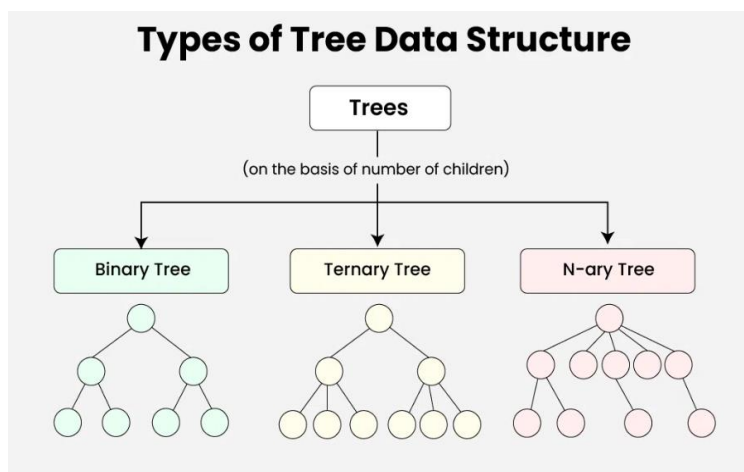 Types of Tree Data Structure
Trees
(on the basis of number of children)
Binary Tree
Ternary Tree
N-ary Tree